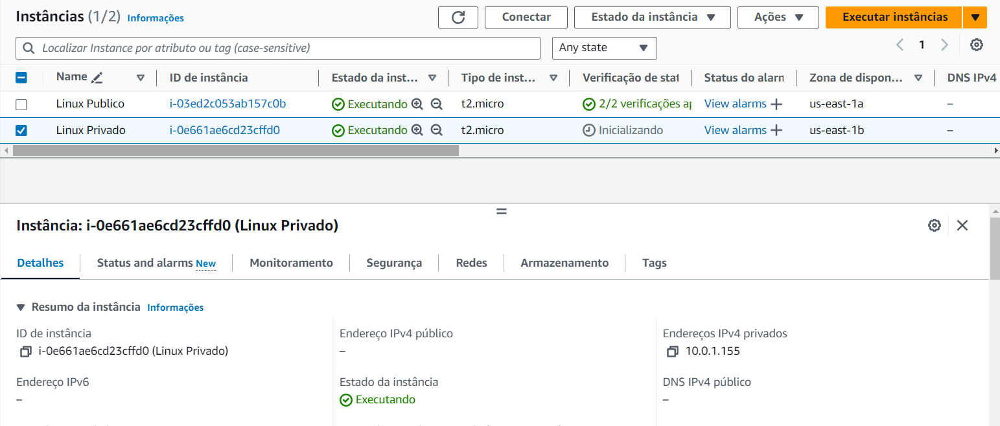 Instâncias (1/2) Informações Conectar Estado da instância Ações Executar instâncias
Localizar Instance por atributo ou tag (case-sensitive) Any state 1
Name ID de instância Estado da inst... Tipo de inst... Verificação de stat Status do alarn Zona de dispon... DNS IPv4
Linux Publico i-03ed2c053ab157c0b Executando t2.micro 2/2 verificações ap View alarms + us-east-1a –
Linux Privado i-0e661ae6cd23cffd0 Executando t2.micro Inicializando View alarms + us-east-1b –
Instância: i-0e661ae6cd23cffd0 (Linux Privado)
Detalhes Status and alarms New Monitoramento Segurança Redes Armazenamento Tags
Resumo da instância Informações
ID de instância Endereço IPv4 público Endereços IPv4 privados
i-0e661ae6cd23cffd0 (Linux Privado) – 10.0.1.155
Endereço IPv6 Estado da instância DNS IPv4 público
– Executando –